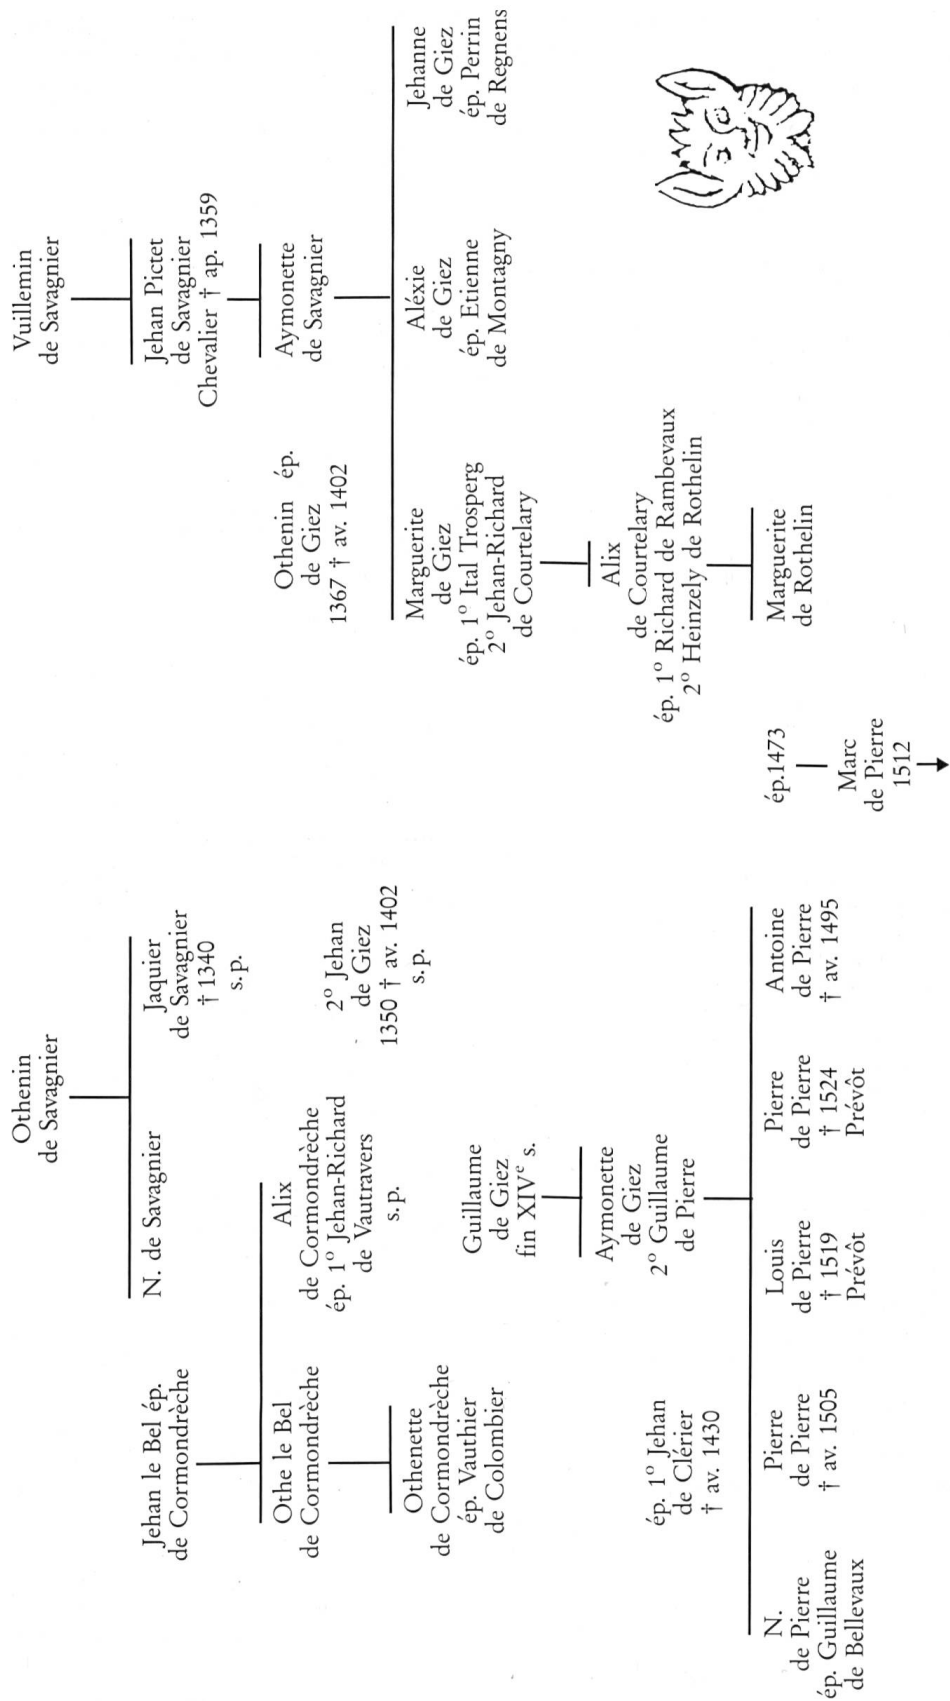 Othenin
de Savagnier
Vuillemin
de Savagnier
Jehan le Bel ép.
de Cormondrèche
N. de Savagnier
Jaquier
de Savagnier
† 1340
s.p.
Jehan Pictet
de Savagnier
Chevalier † ap. 1359
Othe le Bel
de Cormondrèche
Alix
de Cormondrèche
ép. 1° Jehan-Richard
de Vautravers
s.p.
2° Jehan
de Giez
1350 † av. 1402
s.p.
Othenin ép.
de Giez
1367 † av. 1402
Aymonette
de Savagnier
Othenette
de Cormondrèche
ép. Vauthier
de Colombier
Guillaume
de Giez
fin XIVe s.
Marguerite
de Giez
ép. 1° Ital Trosperg
2° Jehan-Richard
de Courtelary
Aléxie
de Giez
ép. Etienne
de Montagny
Jehanne
de Giez
ép. Perrin
de Regnens
ép. 1° Jehan
de Clérier
† av. 1430
Aymonette
de Giez
2° Guillaume
de Pierre
Alix
de Courtelary
ép. 1° Richard de Rambevaux
2° Heinzely de Rothelin
N.
de Pierre
ép. Guillaume
de Bellevaux
Pierre
de Pierre
† av. 1505
Louis
de Pierre
† 1519
Prévôt
Pierre
de Pierre
† 1524
Prévôt
Antoine
de Pierre
† av. 1495
ép.1473
Marguerite
de Rothelin
Marc
de Pierre
1512